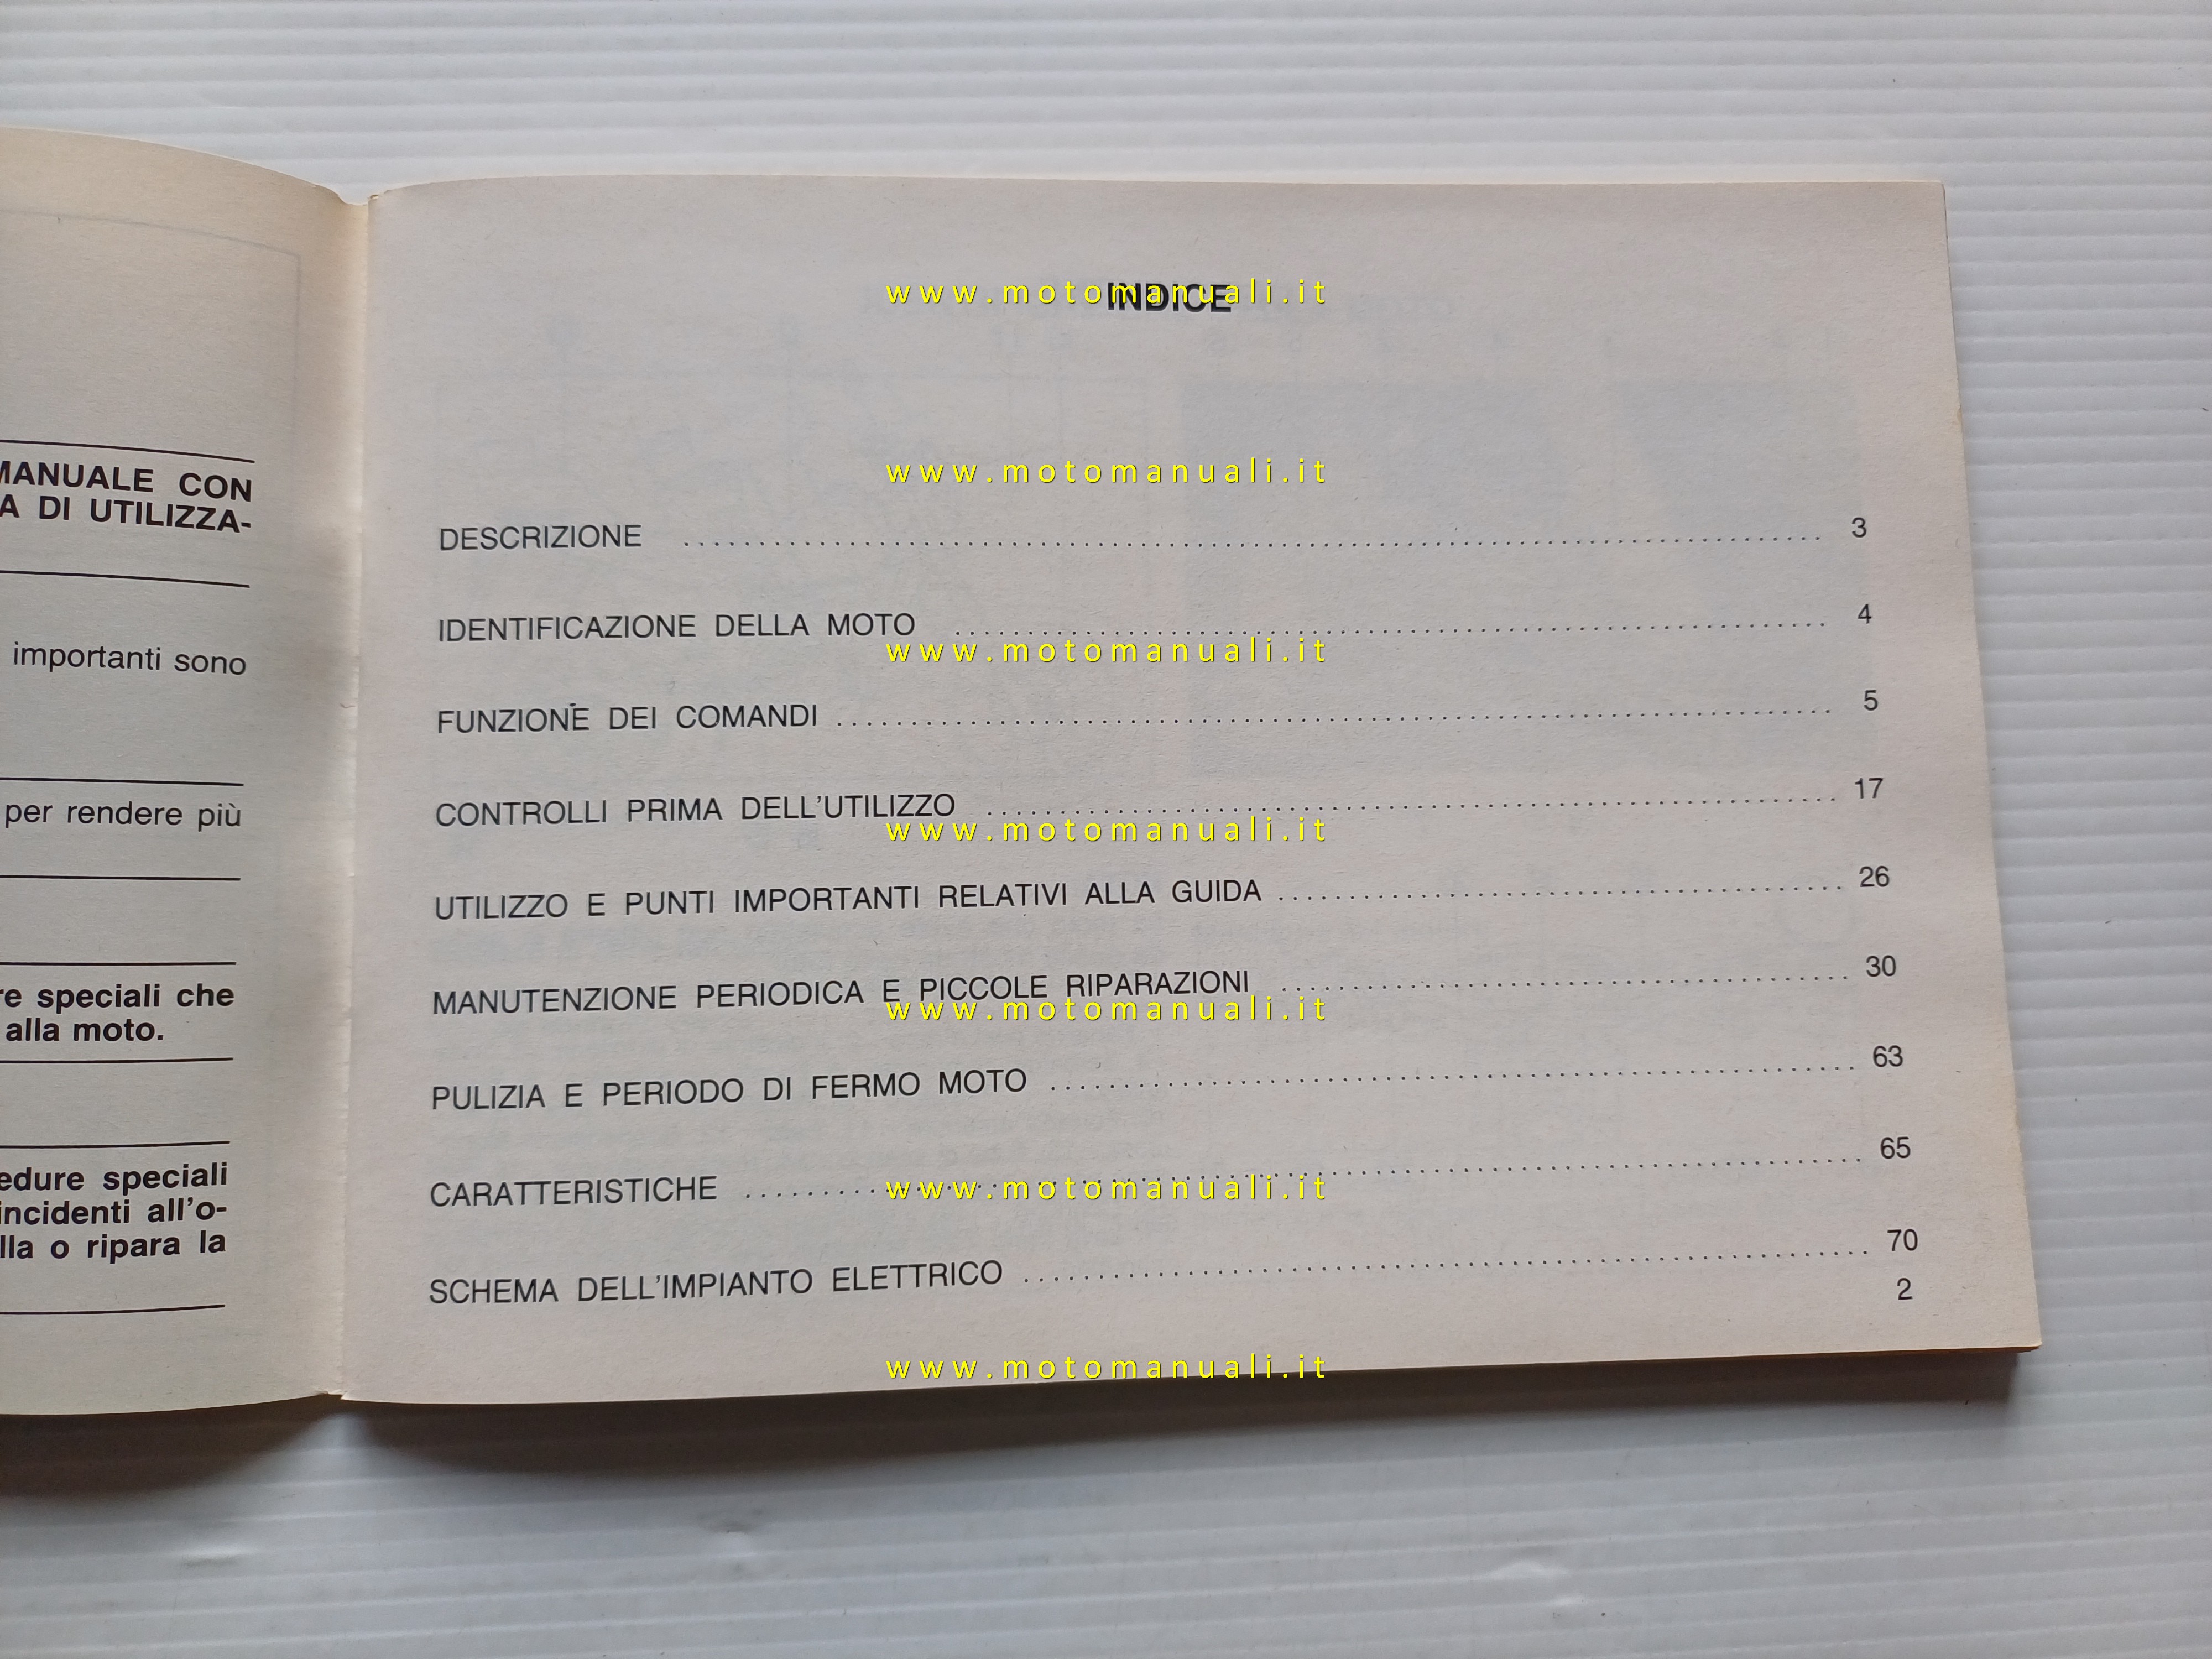 MANUALE CON
A DI UTILIZZA-
importanti sono
per rendere più
re speciali che
alla moto.
edure speciali
incidenti all'o-
lla o ripara la
INDICE
www.motomanuali.it
www.motomanuali.it
DESCRIZIONE ........ 3
IDENTIFICAZIONE DELLA MOTO ........ 4
www.motomanuali.it
FUNZIONE DEI COMANDI ........ 5
CONTROLLI PRIMA DELL'UTILIZZO ........ 17
www.motomanuali.it
UTILIZZO E PUNTI IMPORTANTI RELATIVI ALLA GUIDA ........ 26
MANUTENZIONE PERIODICA E PICCOLE RIPARAZIONI ........ 30
www.motomanuali.it
PULIZIA E PERIODO DI FERMO MOTO ........ 63
CARATTERISTICHE ........ 65
www.motomanuali.it
SCHEMA DELL'IMPIANTO ELETTRICO ........ 70
2
www.motomanuali.it